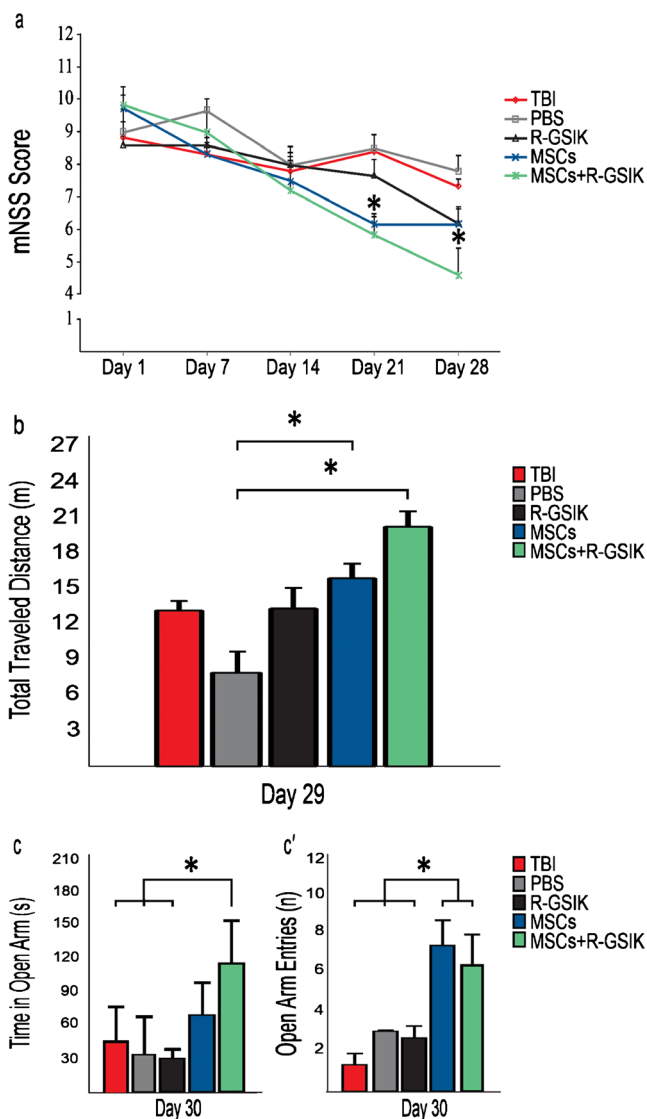 a
12
11
10
9
8
7
6
5
4
1
mNSS Score
*
*
Day 1 Day 7 Day 14 Day 21 Day 28
TBI
PBS
R-GSIK
MSCs
MSCs+R-GSIK
b
27
24
21
18
15
12
9
6
3
Total Traveled Distance (m)
*
*
Day 29
TBI
PBS
R-GSIK
MSCs
MSCs+R-GSIK
c
210
180
150
120
90
60
30
Time in Open Arm (s)
*
Day 30
c'
12
10
8
6
4
2
Open Arm Entries (n)
*
Day 30
TBI
PBS
R-GSIK
MSCs
MSCs+R-GSIK